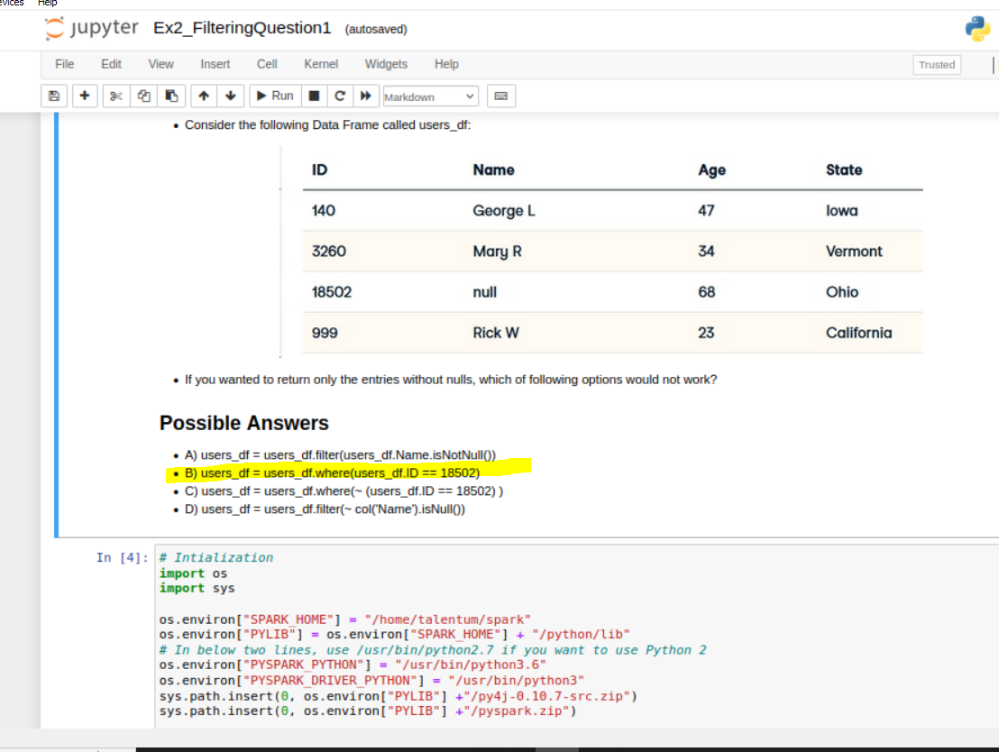 evices Help
jupyter Ex2_FilteringQuestion1 (autosaved)
File Edit View Insert Cell Kernel Widgets Help Trusted
Run Markdown
• Consider the following Data Frame called users_df:
ID Name Age State
140 George L 47 Iowa
3260 Mary R 34 Vermont
18502 null 68 Ohio
999 Rick W 23 California
• If you wanted to return only the entries without nulls, which of following options would not work?
Possible Answers
• A) users_df = users_df.filter(users_df.Name.isNotNull())
• B) users_df = users_df.where(users_df.ID == 18502)
• C) users_df = users_df.where(~ (users_df.ID == 18502) )
• D) users_df = users_df.filter(~ col('Name').isNull())
In [4]: # Intialization
import os
import sys
os.environ["SPARK_HOME"] = "/home/talentum/spark"
os.environ["PYLIB"] = os.environ["SPARK_HOME"] + "/python/lib"
# In below two lines, use /usr/bin/python2.7 if you want to use Python 2
os.environ["PYSPARK_PYTHON"] = "/usr/bin/python3.6"
os.environ["PYSPARK_DRIVER_PYTHON"] = "/usr/bin/python3"
sys.path.insert(0, os.environ["PYLIB"] +"/py4j-0.10.7-src.zip")
sys.path.insert(0, os.environ["PYLIB"] +"/pyspark.zip")